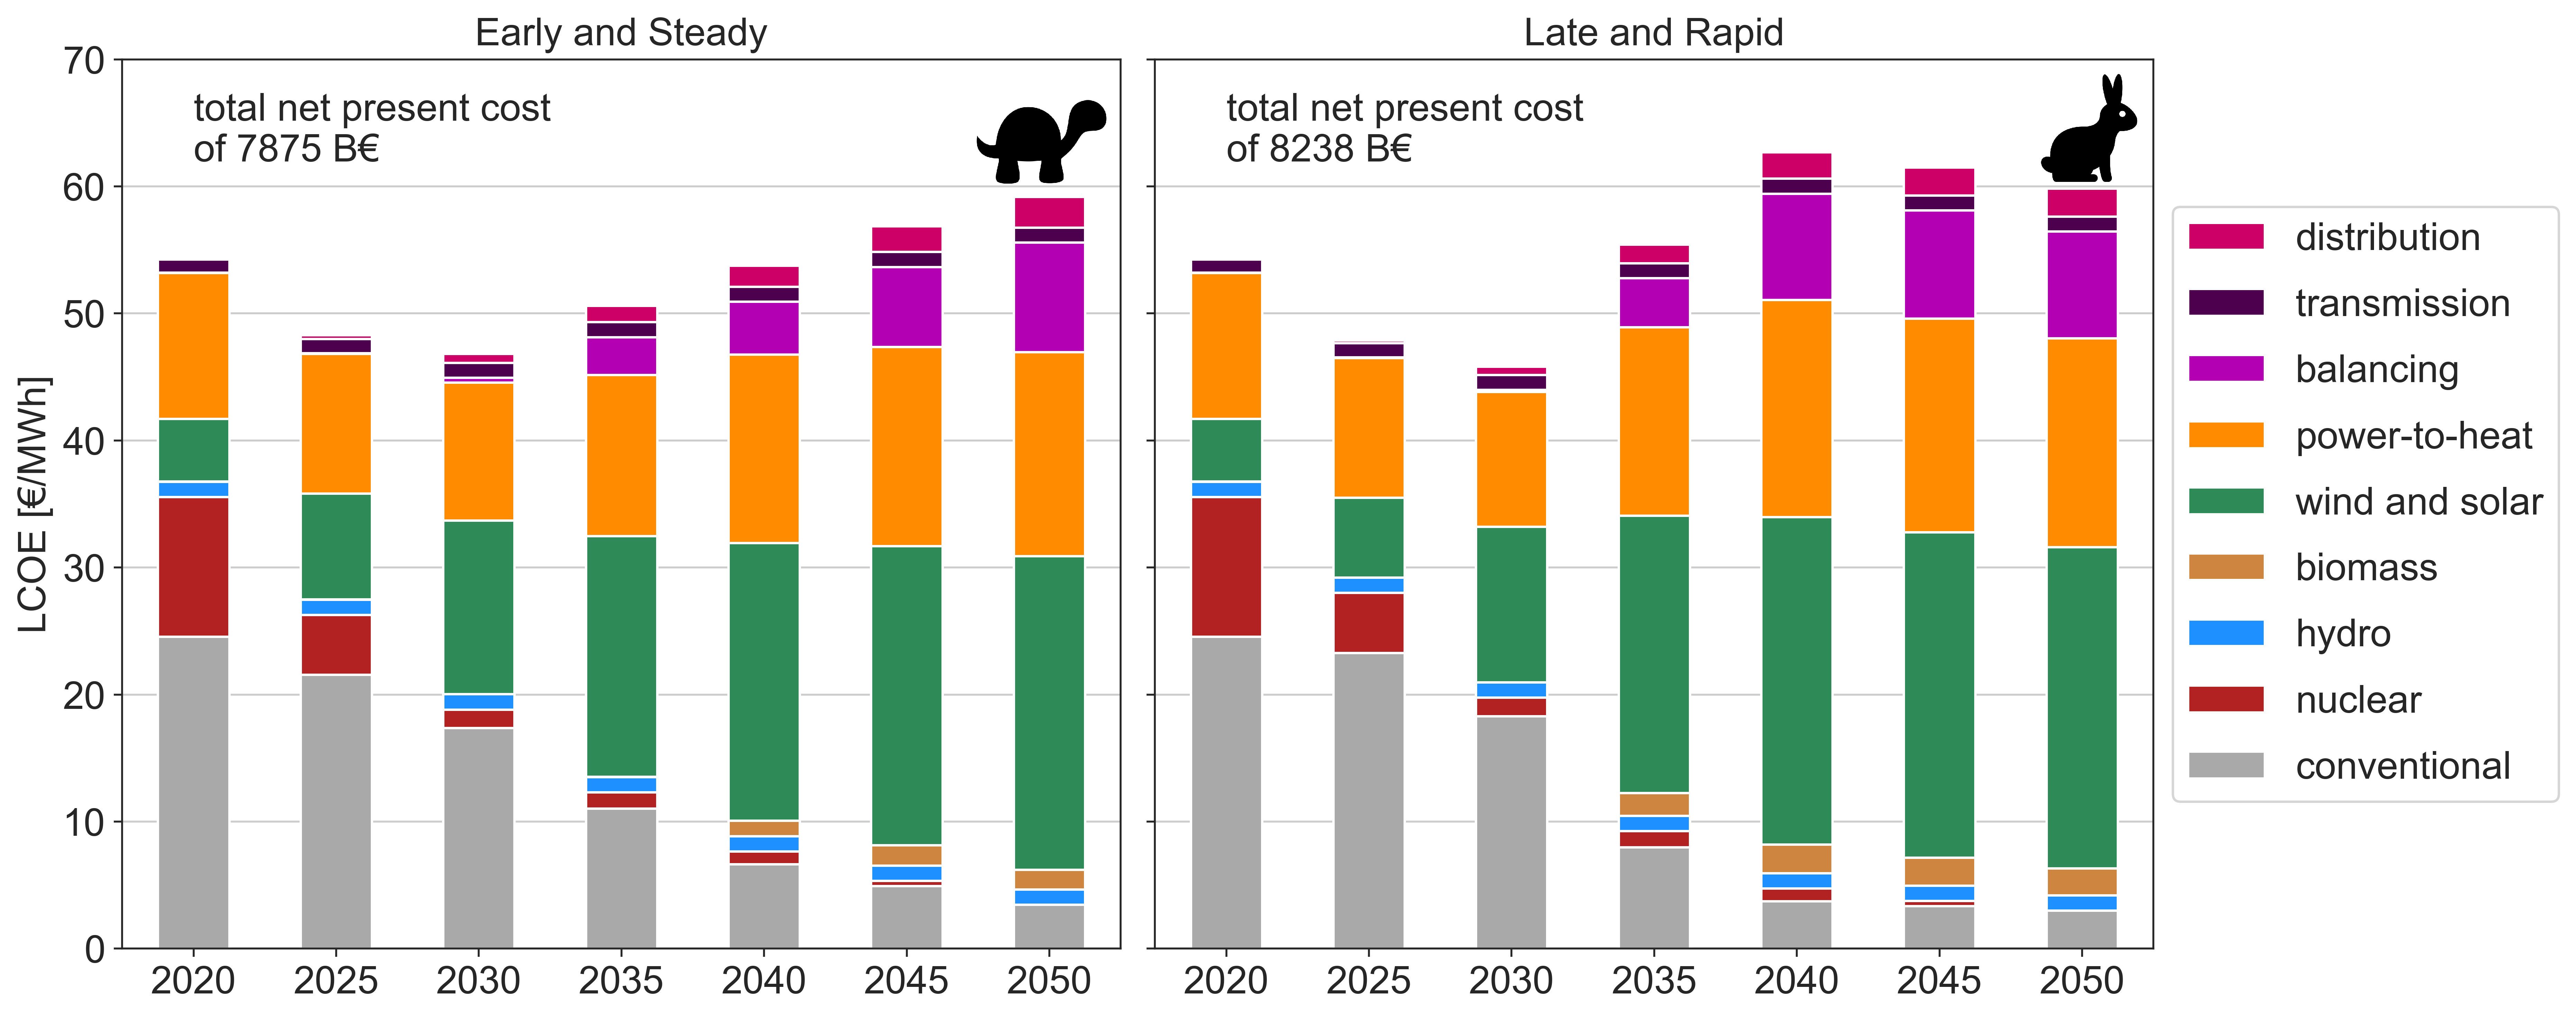 Early and Steady
Late and Rapid
total net present cost
of 7875 B€
total net present cost
of 8238 B€
LCOE [€/MWh]
70
60
50
40
30
20
10
0
2020 2025 2030 2035 2040 2045 2050
2020 2025 2030 2035 2040 2045 2050
distribution
transmission
balancing
power-to-heat
wind and solar
biomass
hydro
nuclear
conventional